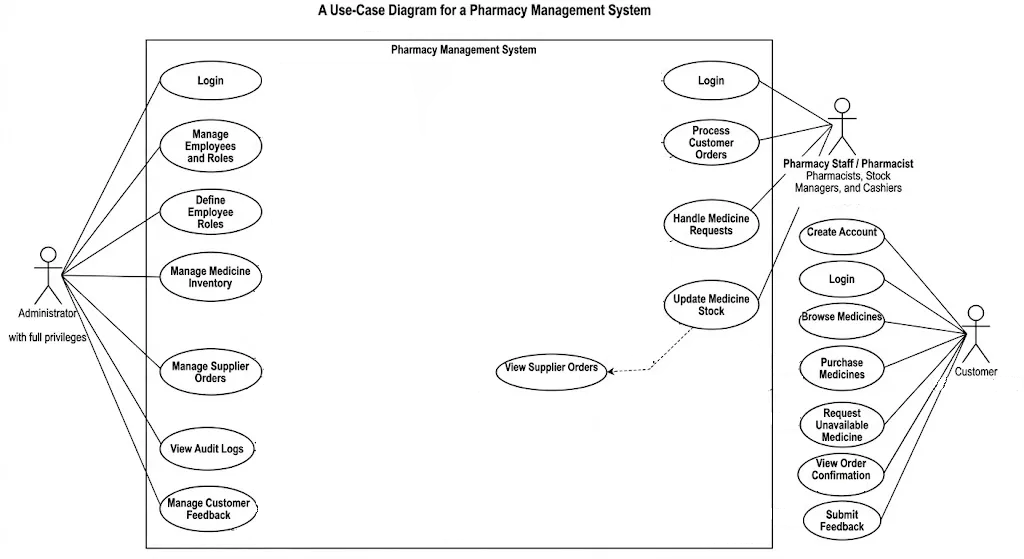 A Use-Case Diagram for a Pharmacy Management System
Pharmacy Management System
Login
Manage
Employees
and Roles
Define
Employee
Roles
Manage Medicine
Inventory
Manage Supplier
Orders
View Audit Logs
Manage Customer
Feedback
Administrator
with full privileges
View Supplier Orders
Login
Process
Customer
Orders
Handle Medicine
Requests
Update Medicine
Stock
Pharmacy Staff / Pharmacist
Pharmacists, Stock
Managers, and Cashiers
Create Account
Login
Browse Medicines
Purchase
Medicines
Request
Unavailable
Medicine
View Order
Confirmation
Submit
Feedback
Customer